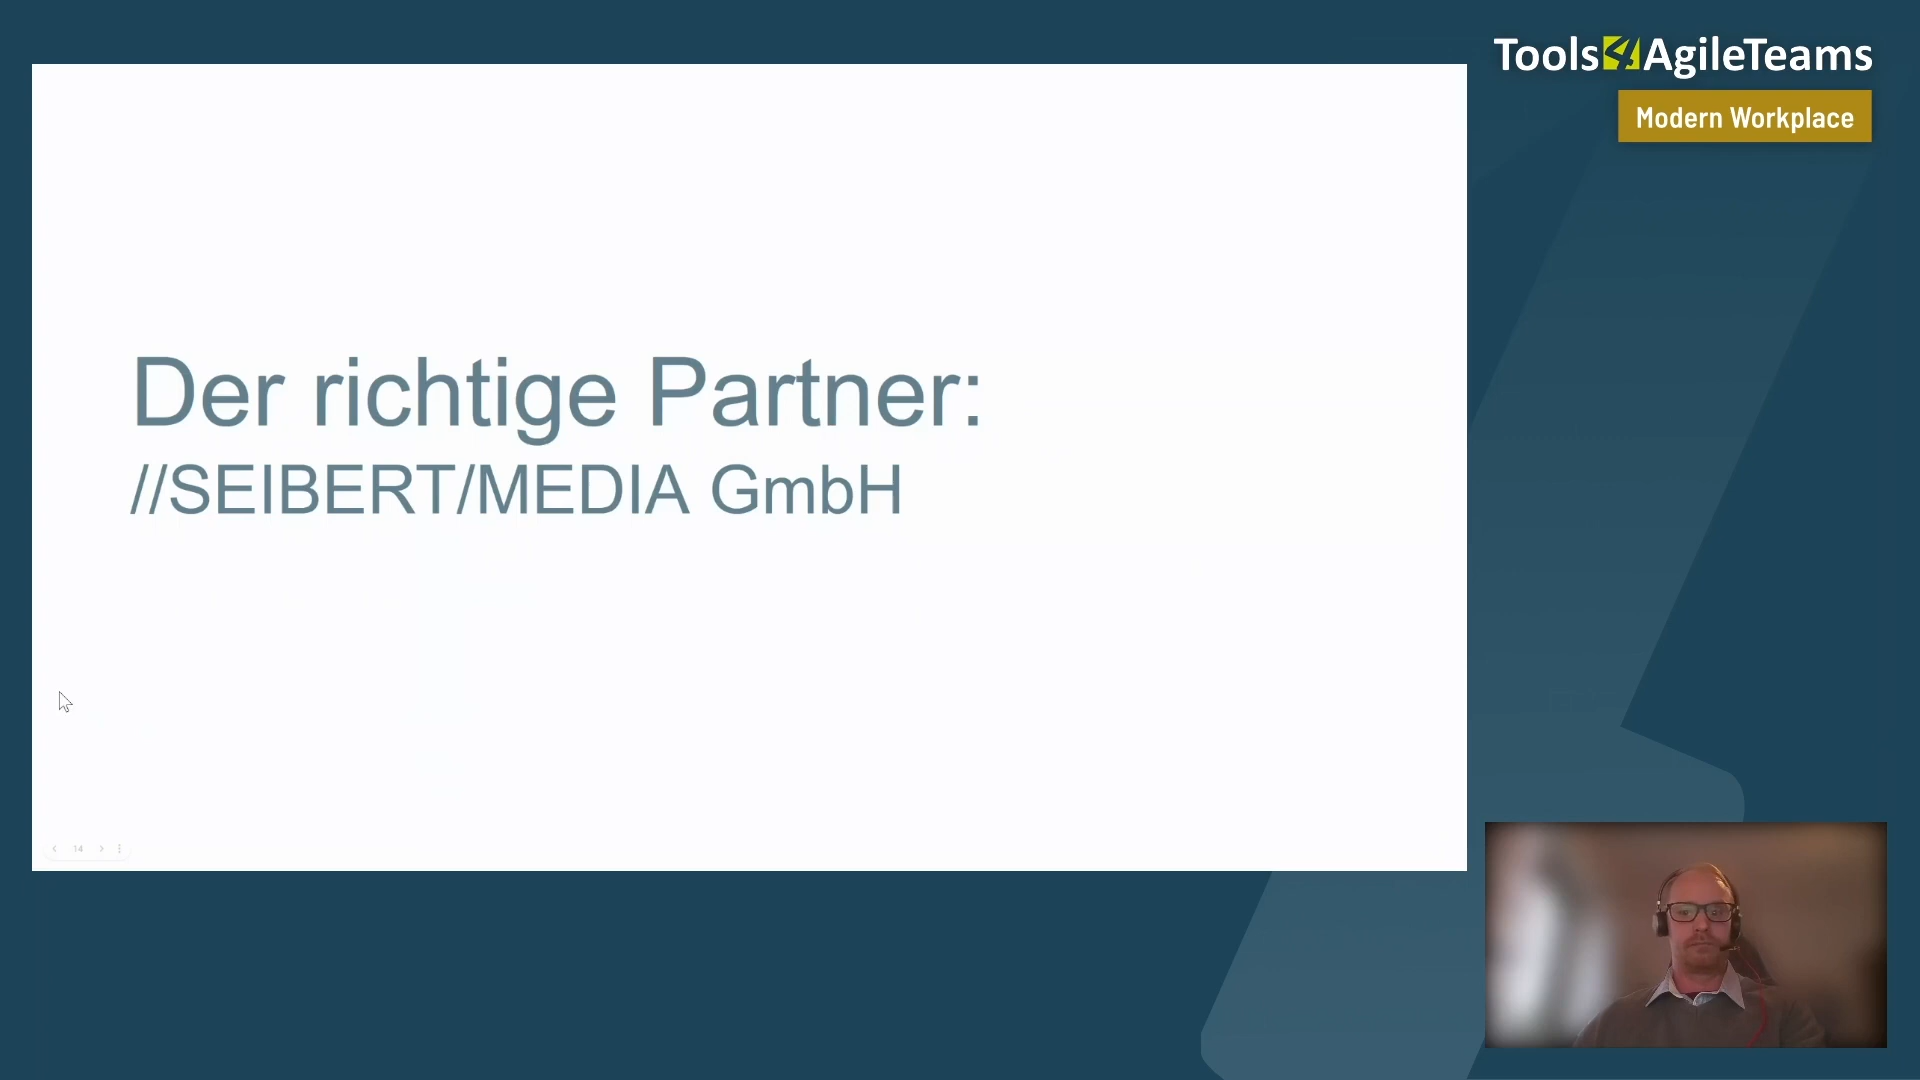 Tools4AgileTeams
Modern Workplace
Der richtige Partner:
//SEIBERT/MEDIA GmbH
14